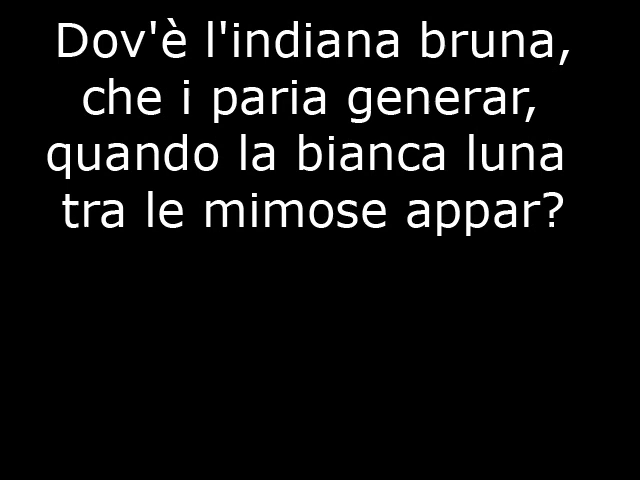 Dov'è l'indiana bruna,
che i paria generar,
quando la bianca luna
tra le mimose appar?